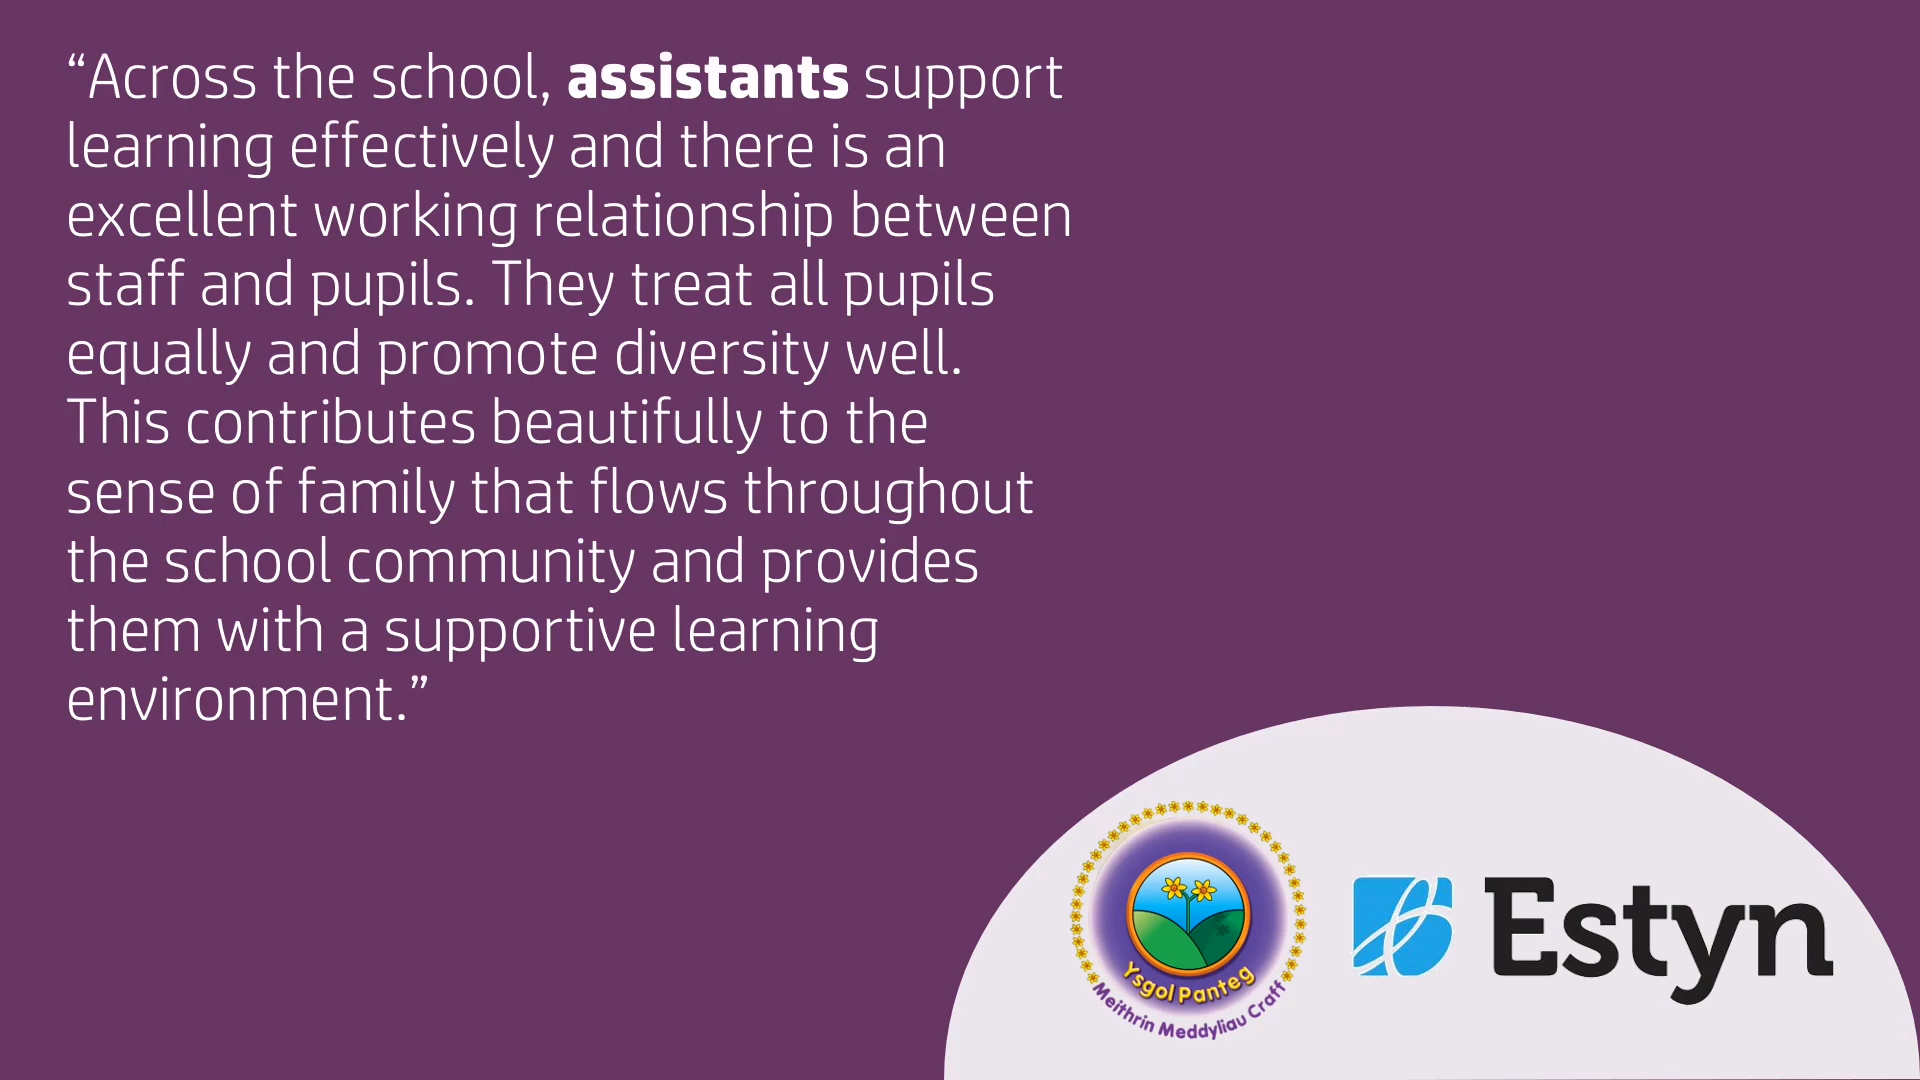 “Across the school, assistants support
learning effectively and there is an
excellent working relationship between
staff and pupils. They treat all pupils
equally and promote diversity well.
This contributes beautifully to the
sense of family that flows throughout
the school community and provides
them with a supportive learning
environment.”
Ysgol Panteg
Meithrin Meddyliau Craff
Estyn